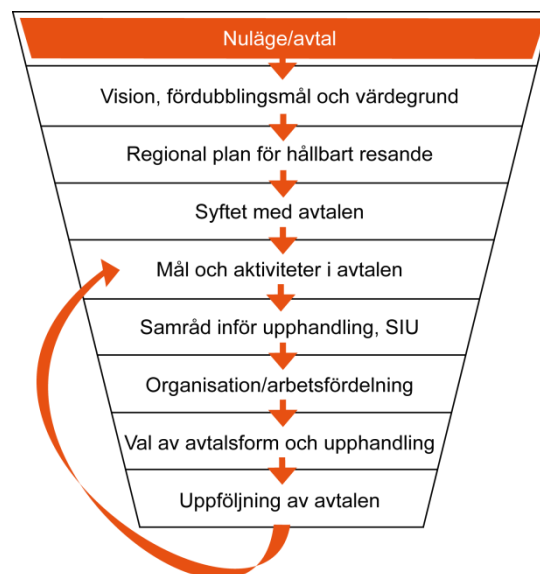 Nuläge/avtal
Vision, fördubblingsmål och värdegrund
Regional plan för hållbart resande
Syftet med avtalen
Mål och aktiviteter i avtalen
Samråd inför upphandling, SIU
Organisation/arbetsfördelning
Val av avtalsform och upphandling
Uppföljning av avtalen